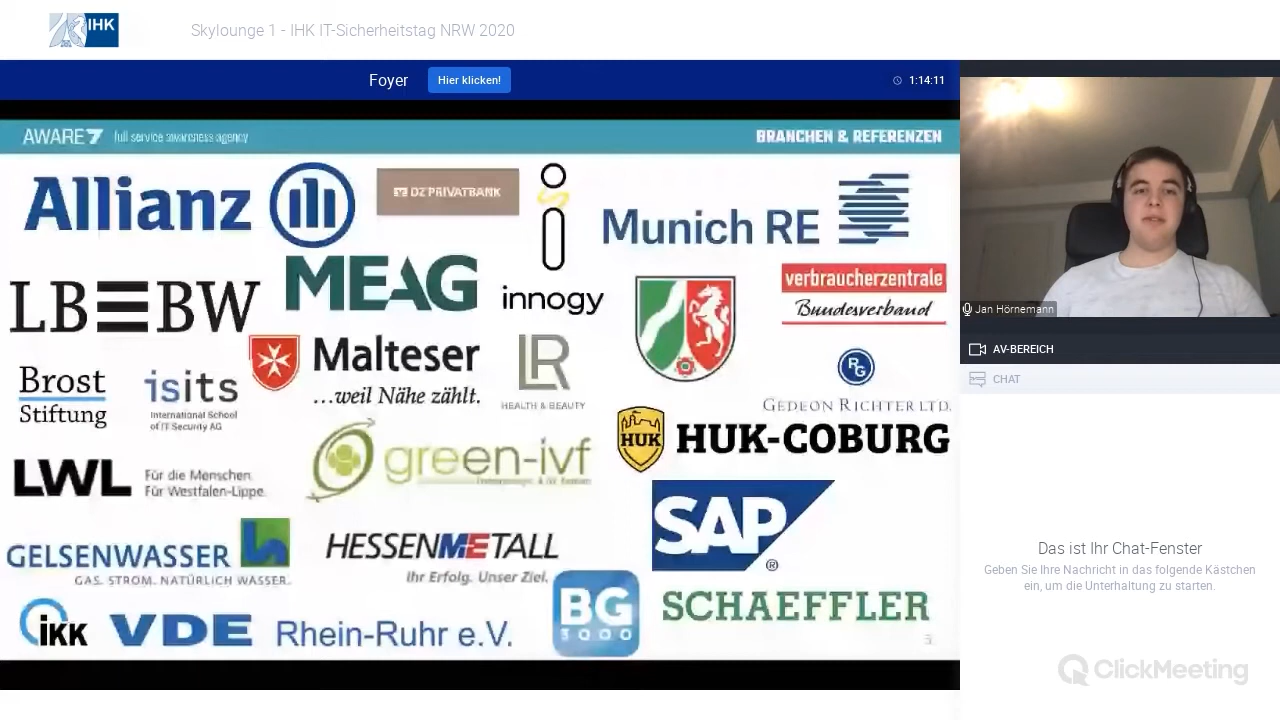 IHK
Skylounge 1 - IHK IT-Sicherheitstag NRW 2020
Foyer
Hier klicken!
1:14:11
AWARE7
full service awareness agency
BRANCHEN & REFERENZEN
Allianz
DZ PRIVATBANK
innogy
Munich RE
LB BW
MEAG
verbraucherzentrale
Bundesverband
Brost
Stiftung
isits
International School
of IT Security AG
Malteser
...weil Nähe zählt.
LR
HEALTH & BEAUTY
RG
GEDEON RICHTER LTD.
HUK
HUK-COBURG
LWL
Für die Menschen.
Für Westfalen-Lippe.
green-ivf
SAP
®
GELSENWASSER
GAS. STROM. NATÜRLICH WASSER.
HESSENMETALL
Ihr Erfolg. Unser Ziel.
BG
3000
SCHAEFFLER
ikk
VDE
Rhein-Ruhr e.V.
Jan Hörnemann
AV-BEREICH
CHAT
Das ist Ihr Chat-Fenster
Geben Sie Ihre Nachricht in das folgende Kästchen
ein, um die Unterhaltung zu starten.
ClickMeeting